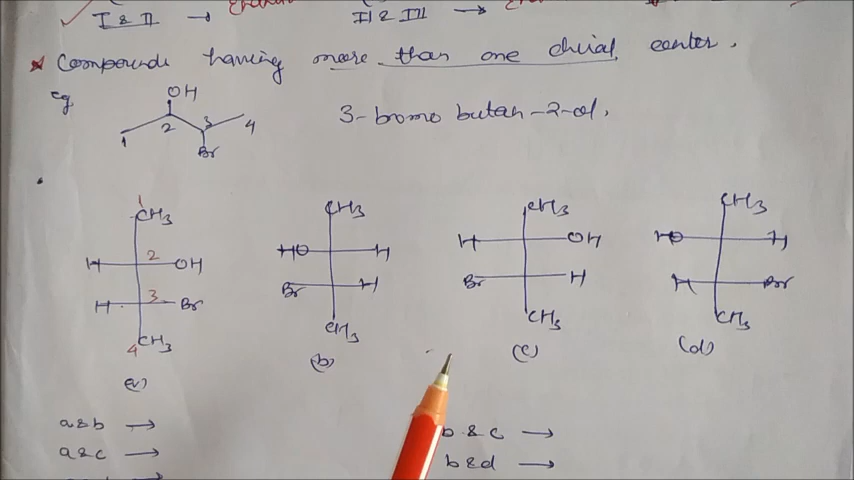 I & II → Enantio
II & III →
* Compounds having more than one chiral center.
eg
OH
1 2 3 4
Br
3-bromo butan-2-ol.
1
CH3 CH3 CH3 CH3
H 2 OH HO H H OH HO H
H 3 Br Br H Br H H Br
4 CH3 CH3 CH3 CH3
(a) (b) (c) (d)
a&b → b & c →
a&c → b&d →